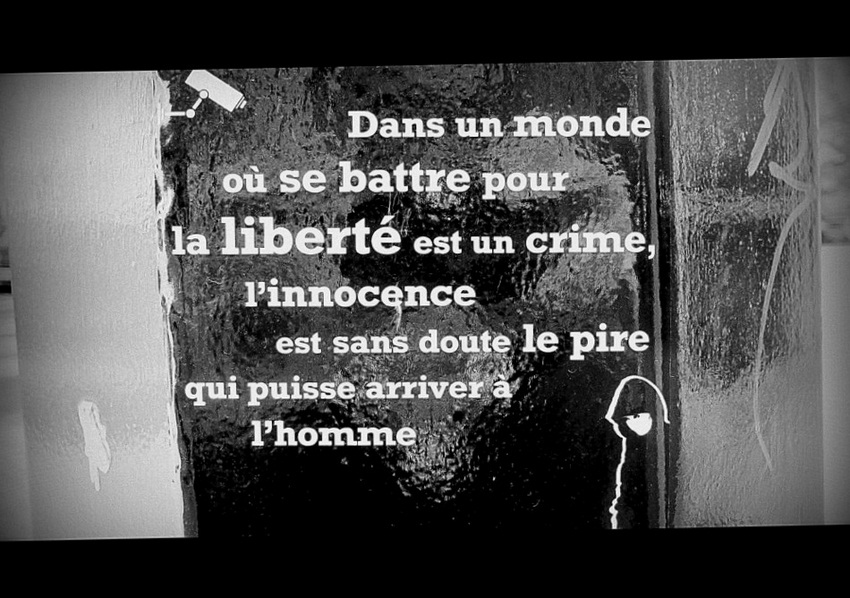 Dans un monde
où se battre pour
la liberté est un crime,
l’innocence
est sans doute le pire
qui puisse arriver à
l’homme